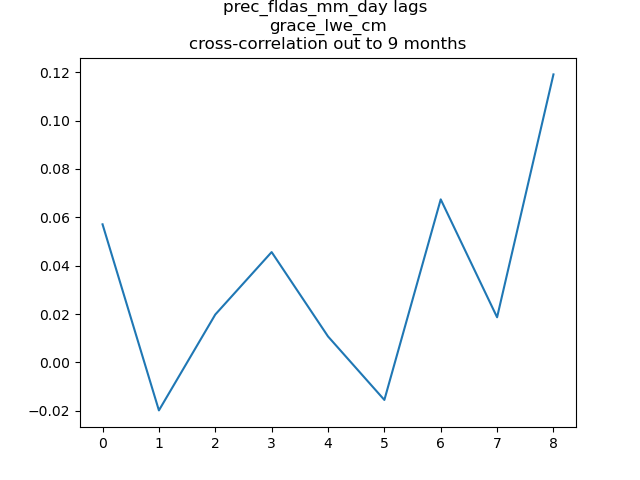 prec_fldas_mm_day lags
grace_lwe_cm
cross-correlation out to 9 months
0.12
0.10
0.08
0.06
0.04
0.02
0.00
−0.02
0 1 2 3 4 5 6 7 8